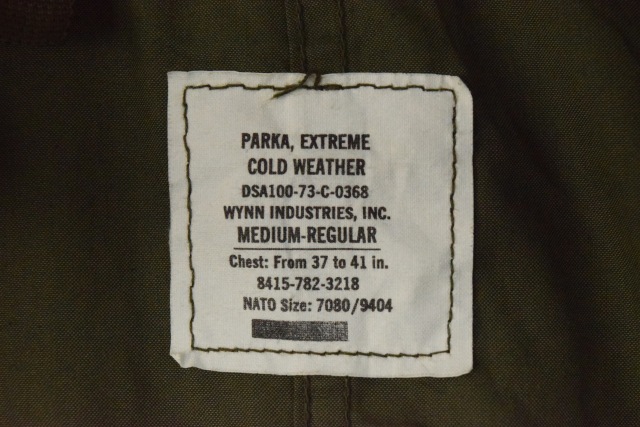 PARKA, EXTREME
COLD WEATHER
DSA100-73-C-0368
WYNN INDUSTRIES, INC.
MEDIUM-REGULAR
Chest: From 37 to 41 in.
8415-782-3218
NATO Size: 7080/9404